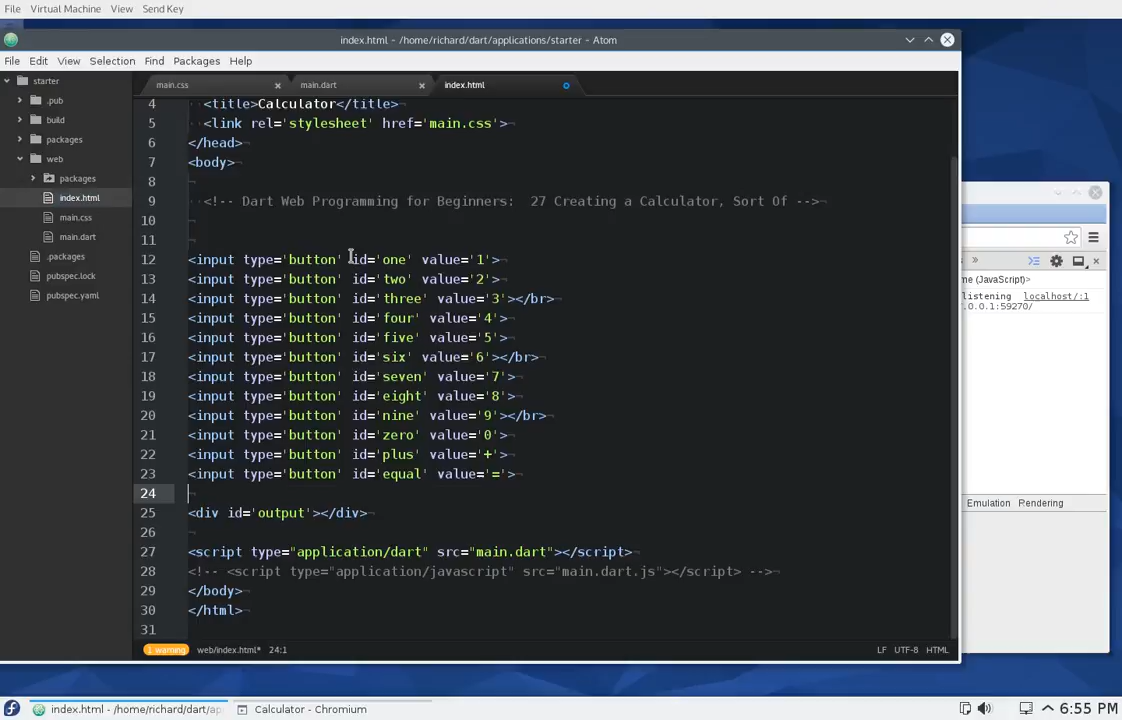 File Virtual Machine View Send Key
index.html - /home/richard/dart/applications/starter - Atom
File Edit View Selection Find Packages Help
starter
.pub
build
packages
web
packages
index.html
main.css
main.dart
.packages
pubspec.lock
pubspec.yaml
main.css main.dart index.html
4 <title>Calculator</title>
5 <link rel='stylesheet' href='main.css'>
6 </head>
7 <body>
8
9 <!-- Dart Web Programming for Beginners:  27 Creating a Calculator, Sort Of -->
10
11
12 <input type='button' id='one' value='1'>
13 <input type='button' id='two' value='2'>
14 <input type='button' id='three' value='3'></br>
15 <input type='button' id='four' value='4'>
16 <input type='button' id='five' value='5'>
17 <input type='button' id='six' value='6'></br>
18 <input type='button' id='seven' value='7'>
19 <input type='button' id='eight' value='8'>
20 <input type='button' id='nine' value='9'></br>
21 <input type='button' id='zero' value='0'>
22 <input type='button' id='plus' value='+'>
23 <input type='button' id='equal' value='='>
24
25 <div id='output'></div>
26
27 <script type="application/dart" src="main.dart"></script>
28 <!-- <script type="application/javascript" src="main.dart.js"></script> -->
29 </body>
30 </html>
31
1 warning web/index.html* 24:1 LF UTF-8 HTML
me (JavaScript)>
listening localhost/:1
.0.0.1:59270/
Emulation Rendering
index.html - /home/richard/dart/ap
Calculator - Chromium
6:55 PM